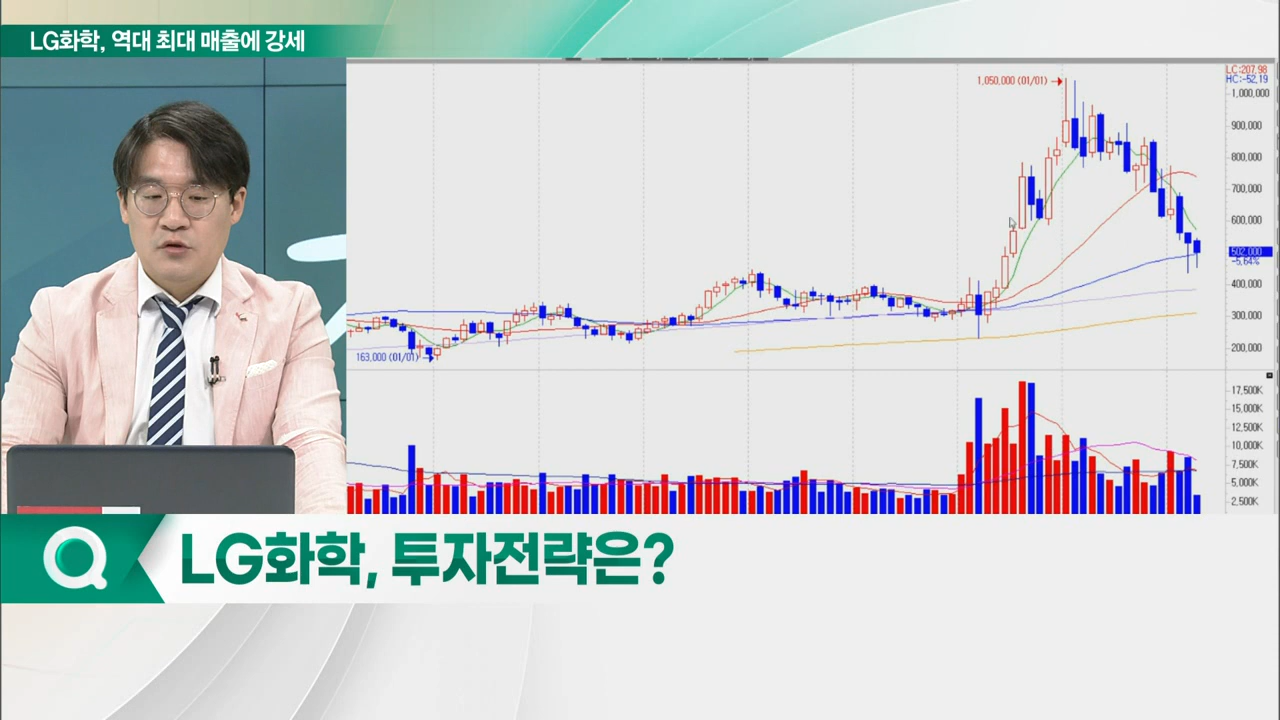 LG화학, 역대 최대 매출에 강세
1,050,000 (01/01)
LC:207.98
HC:-52.19
1,000,000
900,000
800,000
700,000
600,000
502,000
-5.64%
400,000
300,000
200,000
163,000 (01/01)
17,500K
15,000K
12,500K
10,000K
7,500K
5,000K
2,500K
LG화학, 투자전략은?